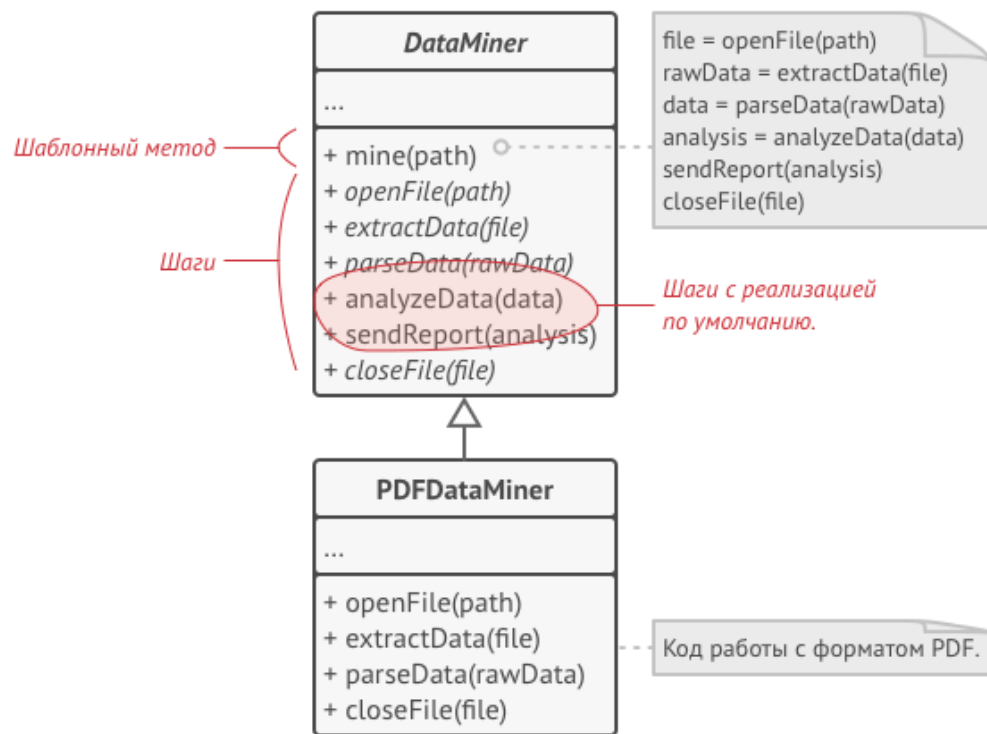 DataMiner
...
Шаблонный метод
+ mine(path)
+ openFile(path)
+ extractData(file)
+ parseData(rawData)
+ analyzeData(data)
+ sendReport(analysis)
+ closeFile(file)
Шаги
file = openFile(path)
rawData = extractData(file)
data = parseData(rawData)
analysis = analyzeData(data)
sendReport(analysis)
closeFile(file)
Шаги с реализацией
по умолчанию.
PDFDataMiner
...
+ openFile(path)
+ extractData(file)
+ parseData(rawData)
+ closeFile(file)
Код работы с форматом PDF.